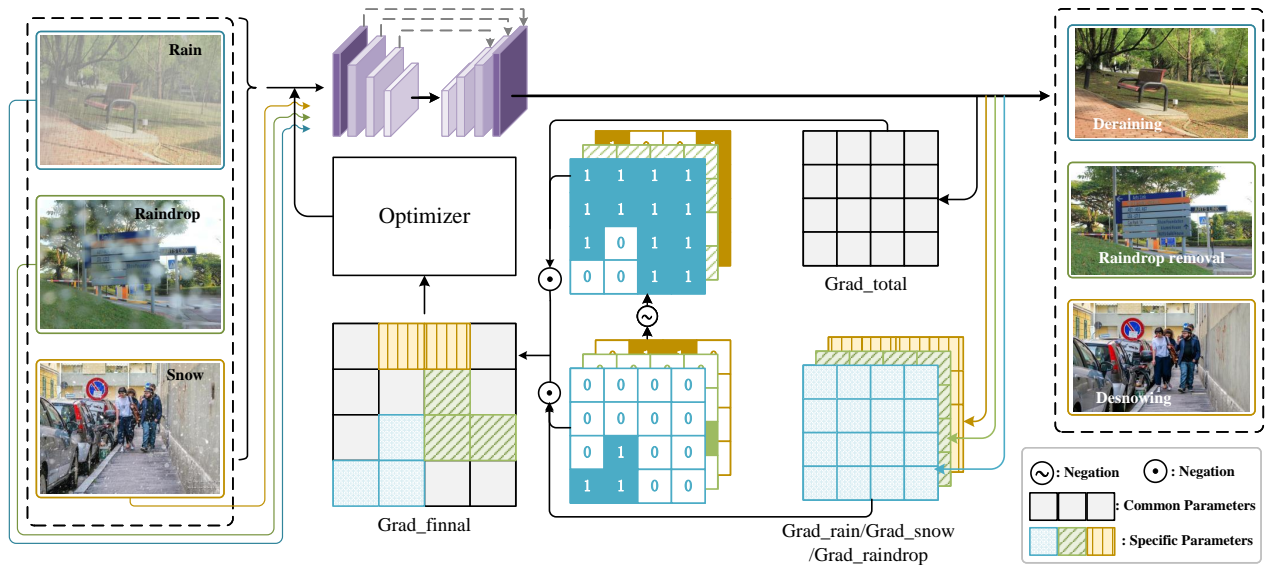 Rain
Raindrop
Snow
Optimizer
Grad_finnal
1 1 1 1
1 1 1 1
1 0 1 1
0 0 1 1
~
0 0 0 0
0 0 0 0
0 1 0 0
1 1 0 0
Grad_total
Grad_rain/Grad_snow
/Grad_raindrop
Deraining
Raindrop removal
Desnowing
~ : Negation
: Negation
: Common Parameters
: Specific Parameters